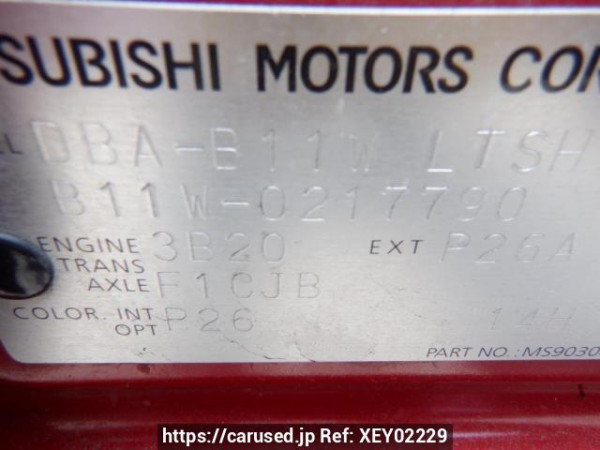 SUBISHI MOTORS COR
EL DBA-B11W LTSH
B11W-0217790
ENGINE 3B20 EXT P26A
TRANS
AXLE F1CJB
COLOR. INT P26 14H
OPT
PART NO.: MS9030
https://carused.jp Ref: XEY02229